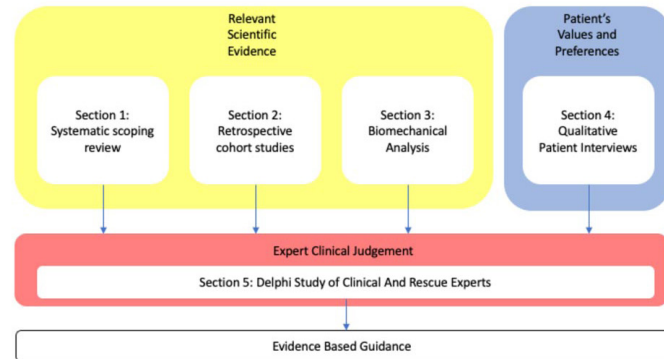 Relevant
Scientific
Evidence
Patient's
Values and
Preferences
Section 1:
Systematic scoping
review
Section 2:
Retrospective
cohort studies
Section 3:
Biomechanical
Analysis
Section 4:
Qualitative
Patient Interviews
Expert Clinical Judgement
Section 5: Delphi Study of Clinical And Rescue Experts
Evidence Based Guidance